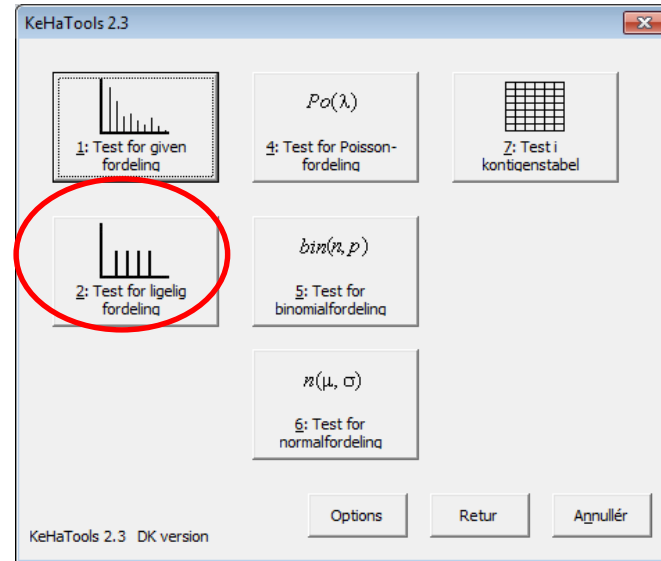 KeHaTools 2.3
1: Test for given
fordeling
Po(λ)
4: Test for Poisson-
fordeling
7: Test i
kontigenstabel
2: Test for ligelig
fordeling
bin(n, p)
5: Test for
binomialfordeling
n(μ, σ)
6: Test for
normalfordeling
Options
Retur
Annullér
KeHaTools 2.3 DK version